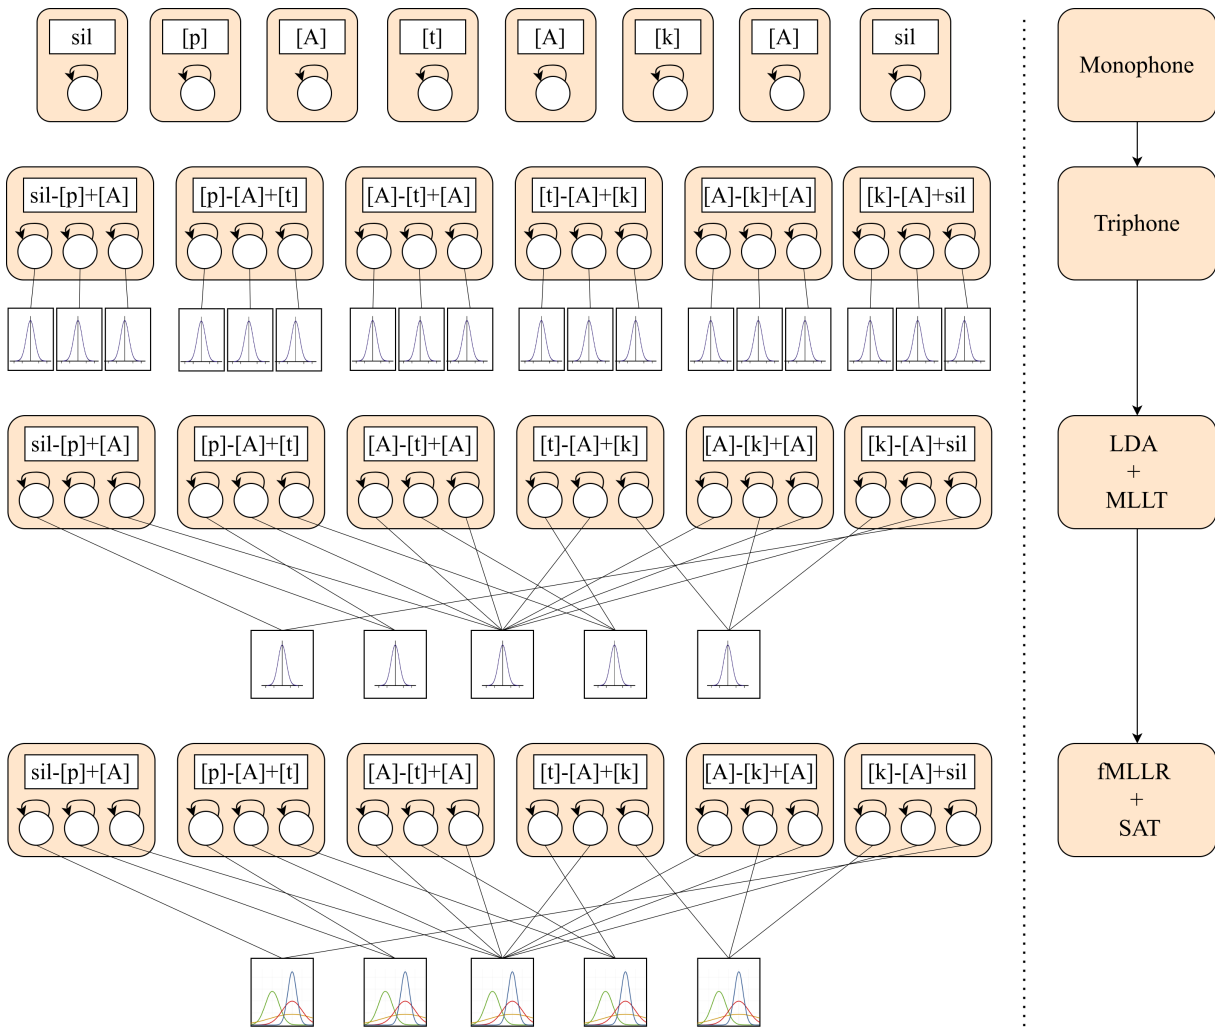 sil [p] [A] [t] [A] [k] [A] sil
Monophone
sil-[p]+[A] [p]-[A]+[t] [A]-[t]+[A] [t]-[A]+[k] [A]-[k]+[A] [k]-[A]+sil
Triphone
sil-[p]+[A] [p]-[A]+[t] [A]-[t]+[A] [t]-[A]+[k] [A]-[k]+[A] [k]-[A]+sil
LDA
+
MLLT
sil-[p]+[A] [p]-[A]+[t] [A]-[t]+[A] [t]-[A]+[k] [A]-[k]+[A] [k]-[A]+sil
fMLLR
+
SAT